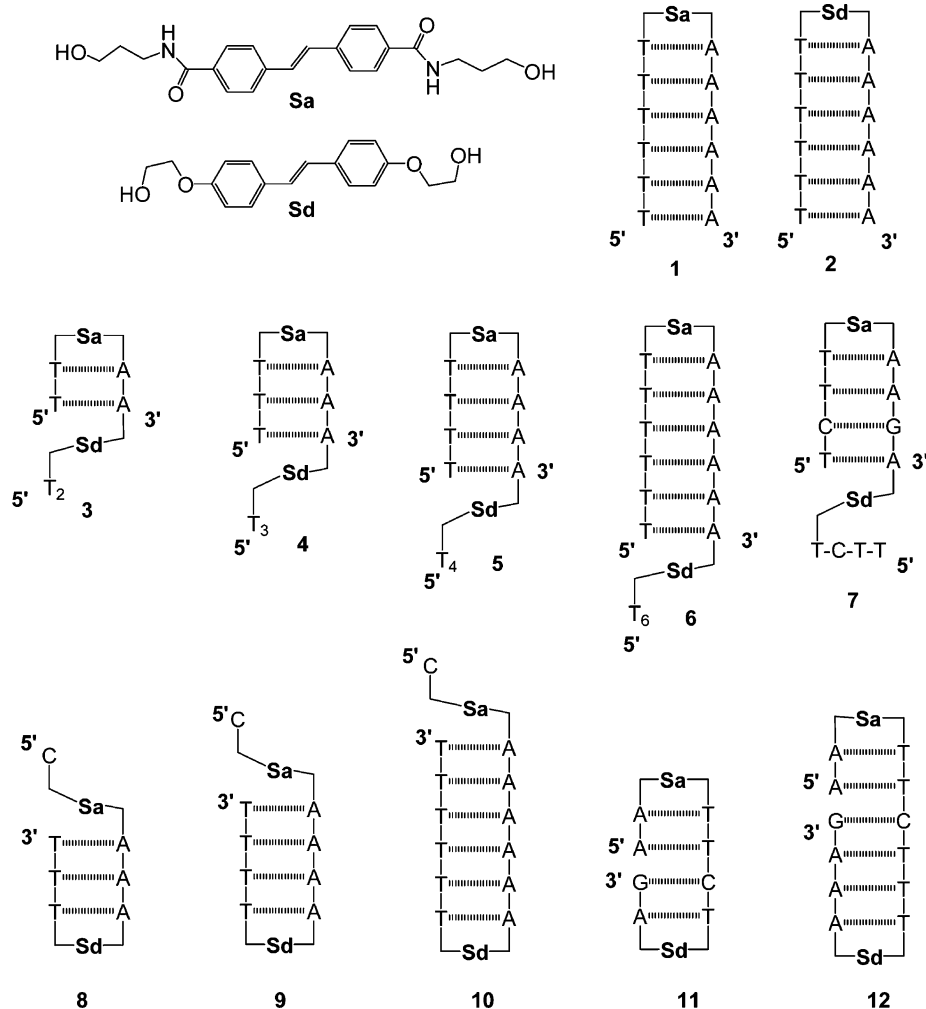 HO
N
H
O
O
N
H
OH
Sa
HO
O
O
OH
Sd
Sa
T A
T A
T A
T A
T A
T A
5' 3'
1
Sd
T A
T A
T A
T A
T A
T A
5' 3'
2
Sa
T A
5' T A 3'
Sd
5' T2
3
Sa
T A
T A
5' T A 3'
Sd
T3
5'
4
Sa
T A
T A
T A
5' T A 3'
Sd
T4
5'
5
Sa
T A
T A
T A
T A
T A
5' T A 3'
Sd
T6
5'
6
Sa
T A
T A
C G
5' T A 3'
Sd
T-C-T-T
5'
7
5' C
Sa
3' T A
T A
T A
Sd
8
5' C
Sa
3' T A
T A
T A
T A
Sd
9
5' C
Sa
3' T A
T A
T A
T A
T A
T A
Sd
10
Sa
A T
5' A T
3' G C
A T
Sd
11
Sa
A T
5' A T
3' G C
A T
A T
A T
Sd
12